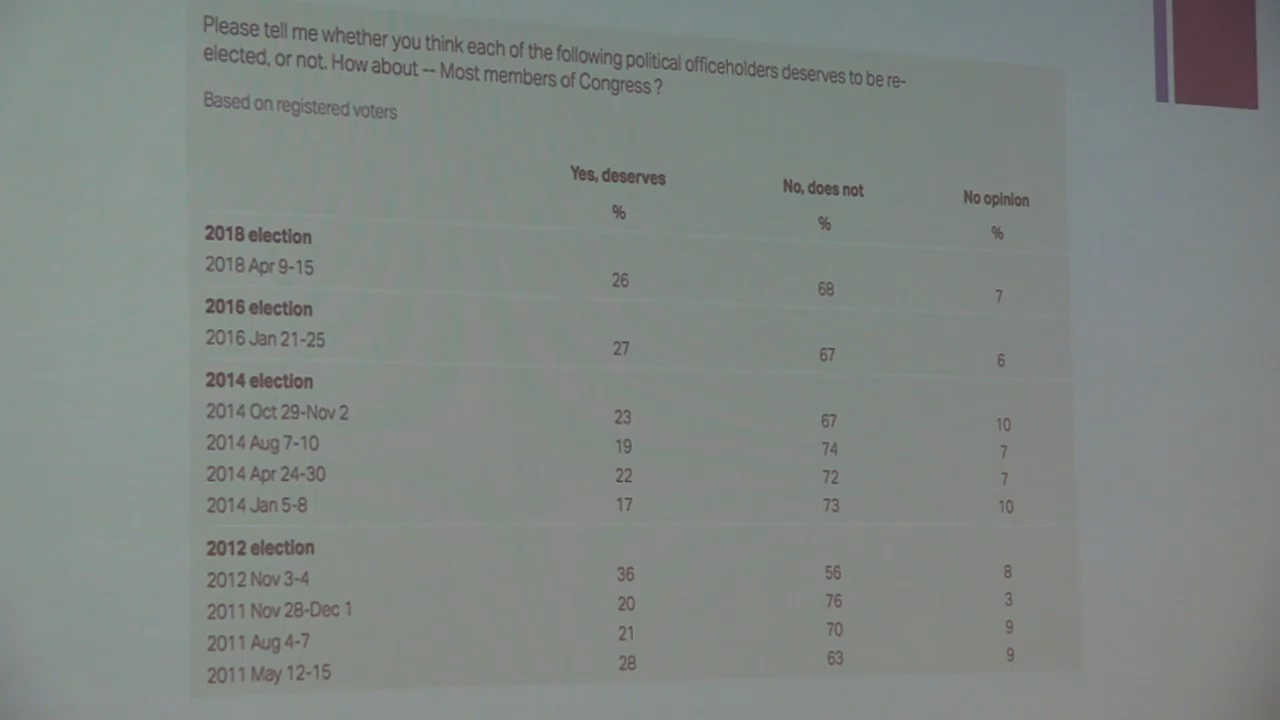 Please tell me whether you think each of the following political officeholders deserves to be re-
elected, or not. How about -- Most members of Congress ?
Based on registered voters
Yes, deserves No, does not No opinion
% % %
2018 election
2018 Apr 9-15 26 68 7
2016 election
2016 Jan 21-25 27 67 6
2014 election
2014 Oct 29-Nov 2 23 67 10
2014 Aug 7-10 19 74 7
2014 Apr 24-30 22 72 7
2014 Jan 5-8 17 73 10
2012 election
2012 Nov 3-4 36 56 8
2011 Nov 28-Dec 1 20 76 3
2011 Aug 4-7 21 70 9
2011 May 12-15 28 63 9